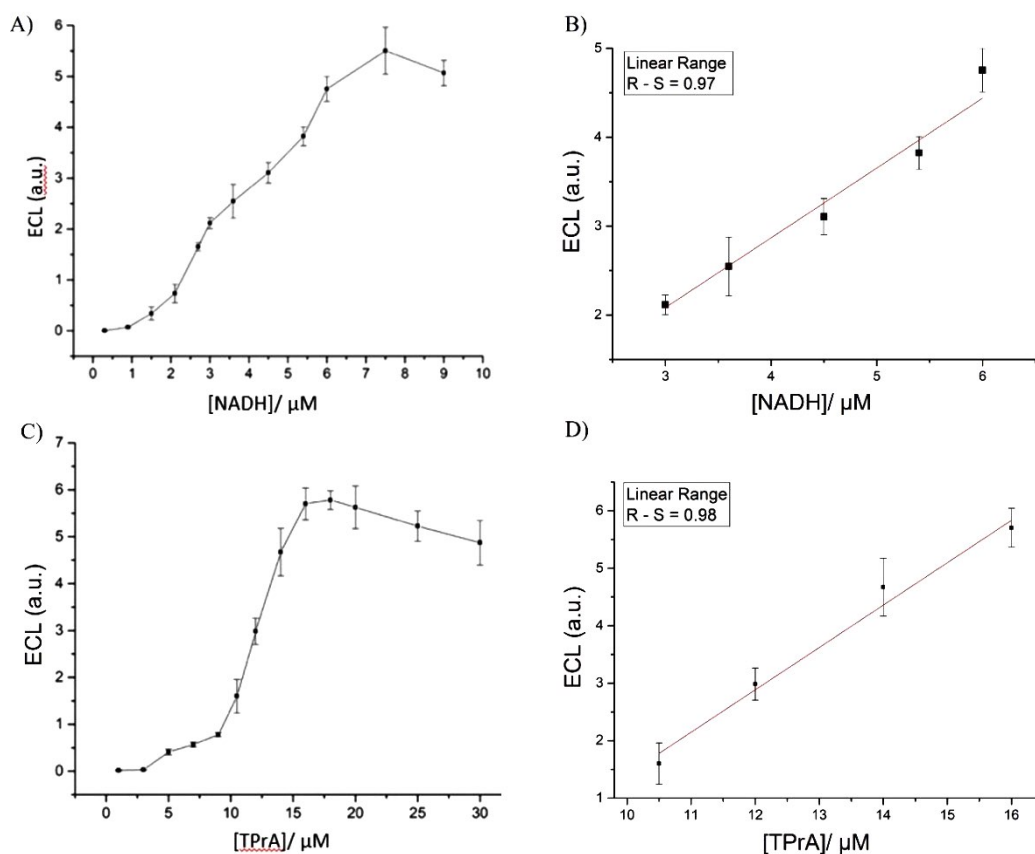 A)
6
5
4
3
2
1
0
ECL (a.u.)
0 1 2 3 4 5 6 7 8 9 10
[NADH]/ μM
B)
Linear Range
R - S = 0.97
5
4
3
2
ECL (a.u.)
3 4 5 6
[NADH]/ μM
C)
7
6
5
4
3
2
1
0
ECL (a.u.)
0 5 10 15 20 25 30
[TPrA]/ μM
D)
Linear Range
R - S = 0.98
6
5
4
3
2
1
ECL (a.u.)
10 11 12 13 14 15 16
[TPrA]/ μM